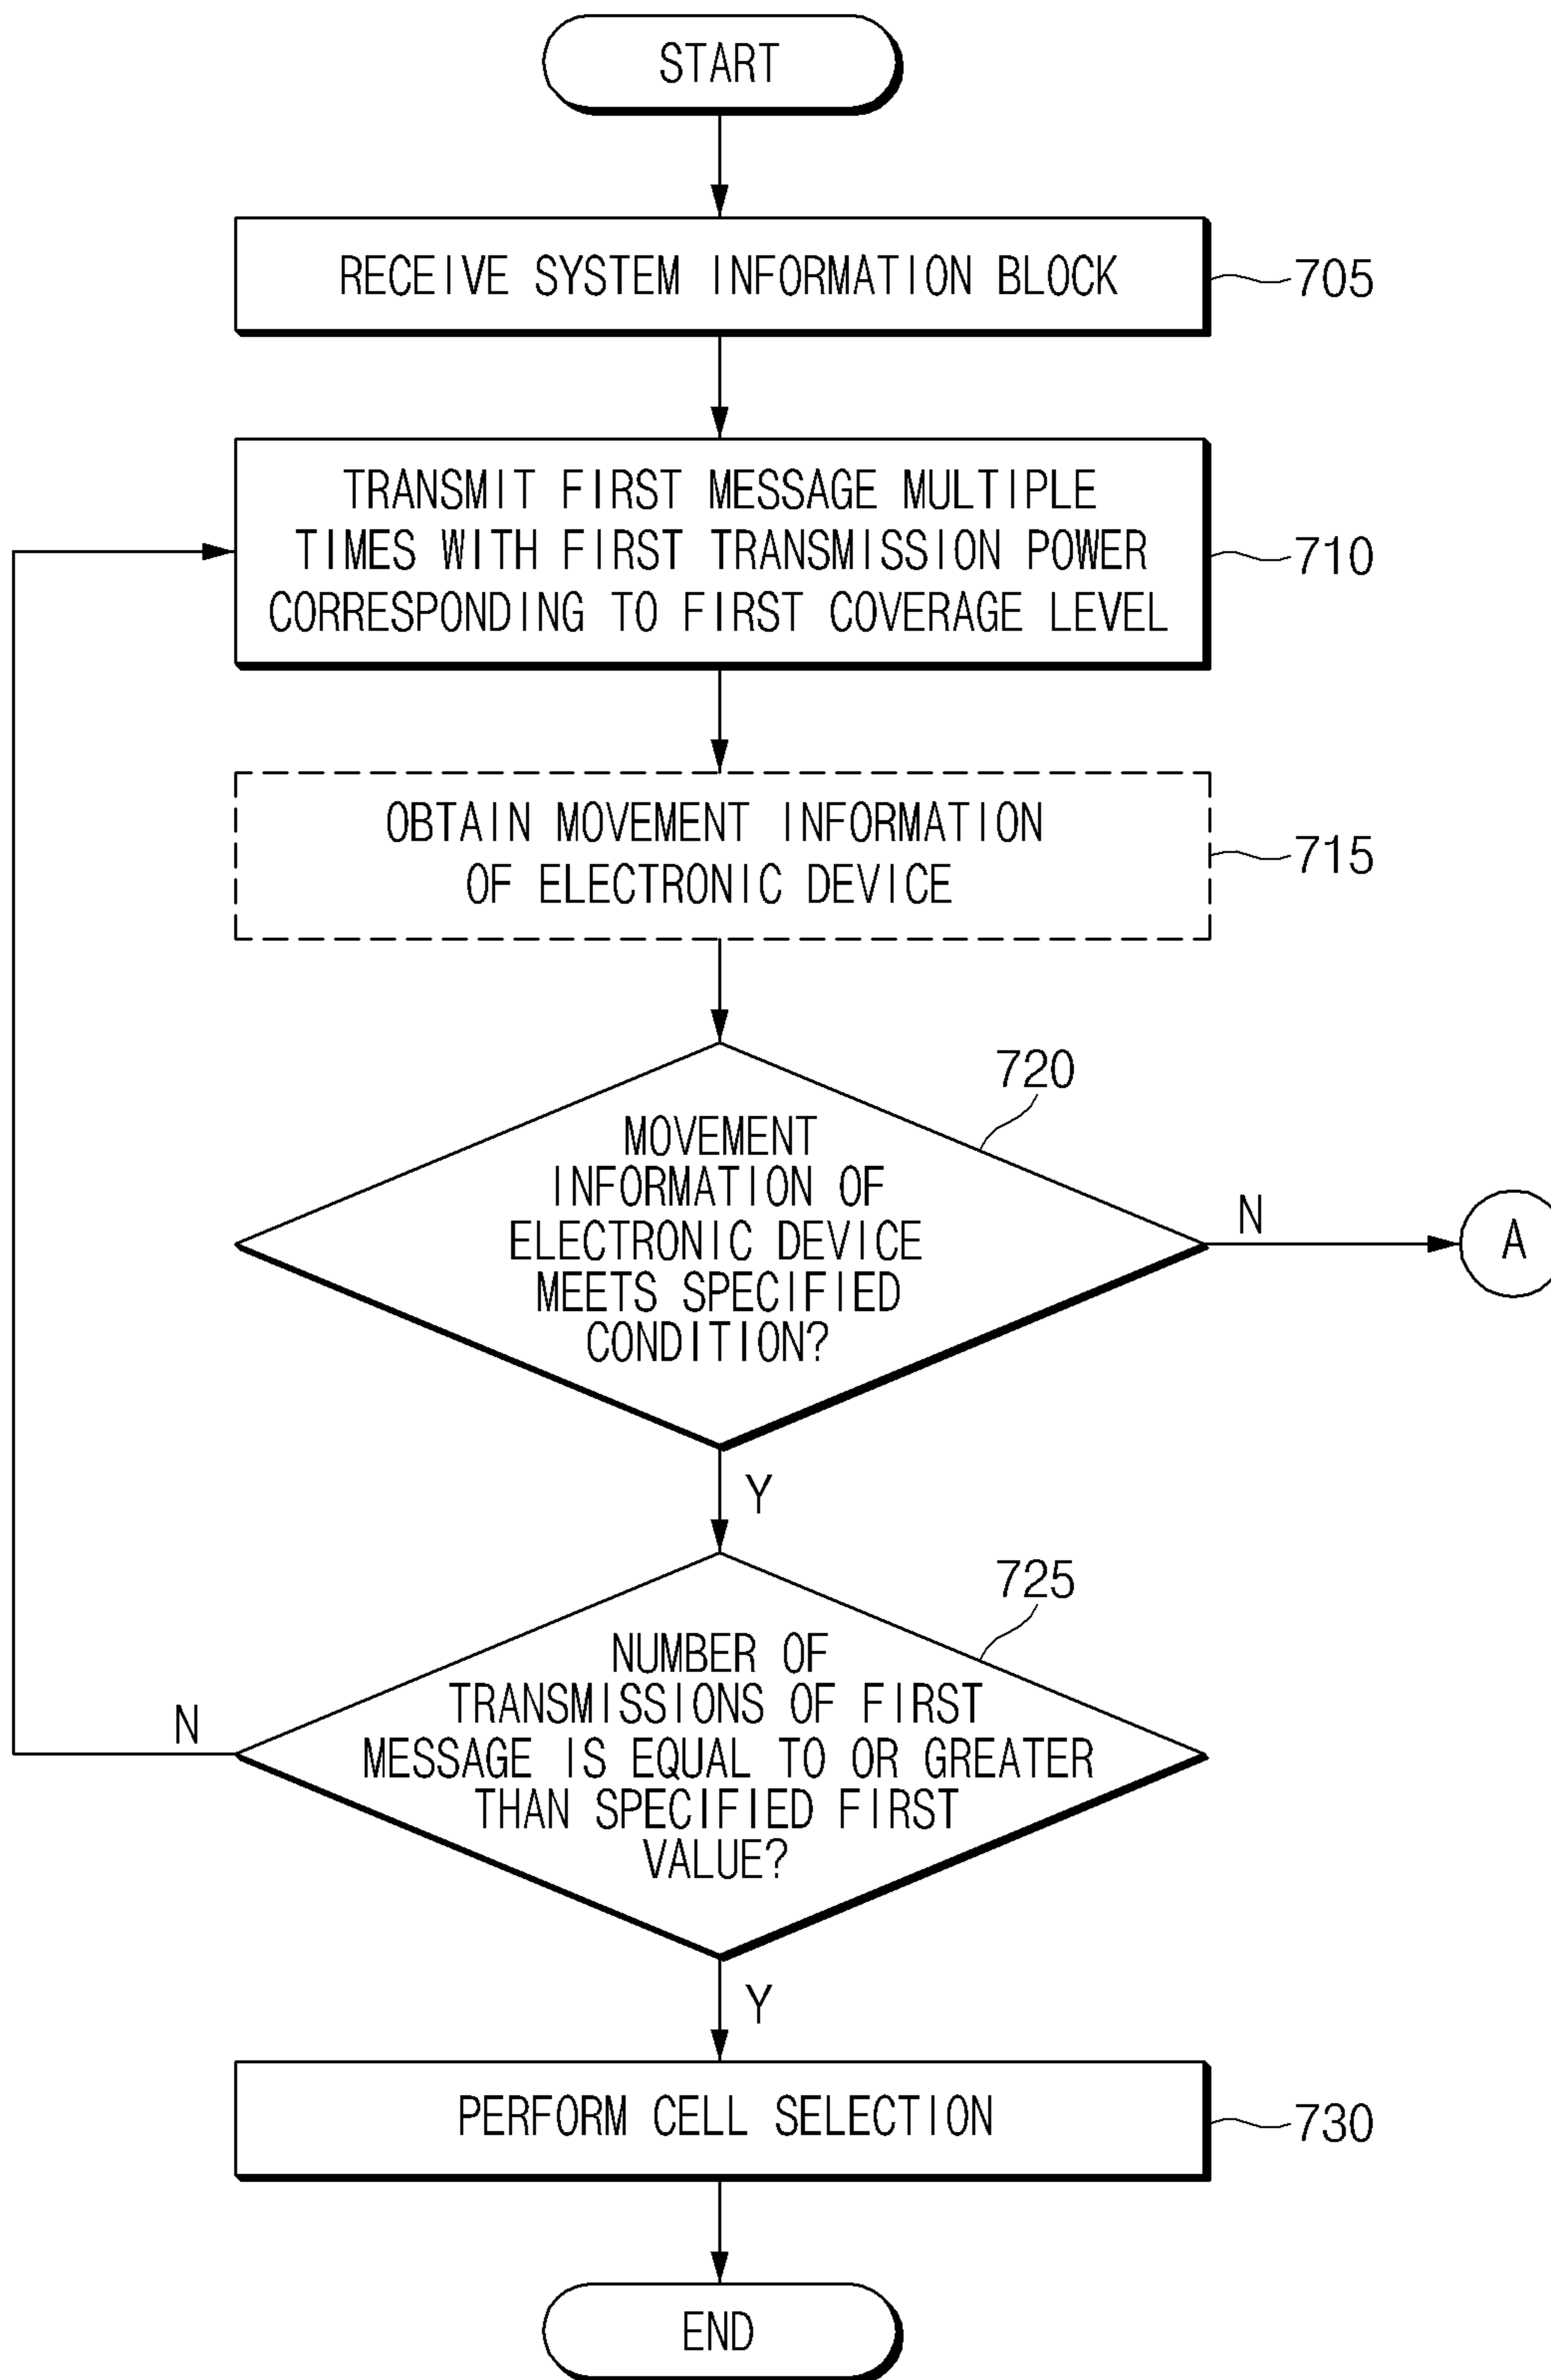 START
RECEIVE SYSTEM INFORMATION BLOCK
705
TRANSMIT FIRST MESSAGE MULTIPLE
TIMES WITH FIRST TRANSMISSION POWER
CORRESPONDING TO FIRST COVERAGE LEVEL
710
OBTAIN MOVEMENT INFORMATION
OF ELECTRONIC DEVICE
715
720
MOVEMENT
INFORMATION OF
ELECTRONIC DEVICE
MEETS SPECIFIED
CONDITION?
N
A
Y
725
NUMBER OF
TRANSMISSIONS OF FIRST
MESSAGE IS EQUAL TO OR GREATER
THAN SPECIFIED FIRST
VALUE?
N
Y
PERFORM CELL SELECTION
730
END